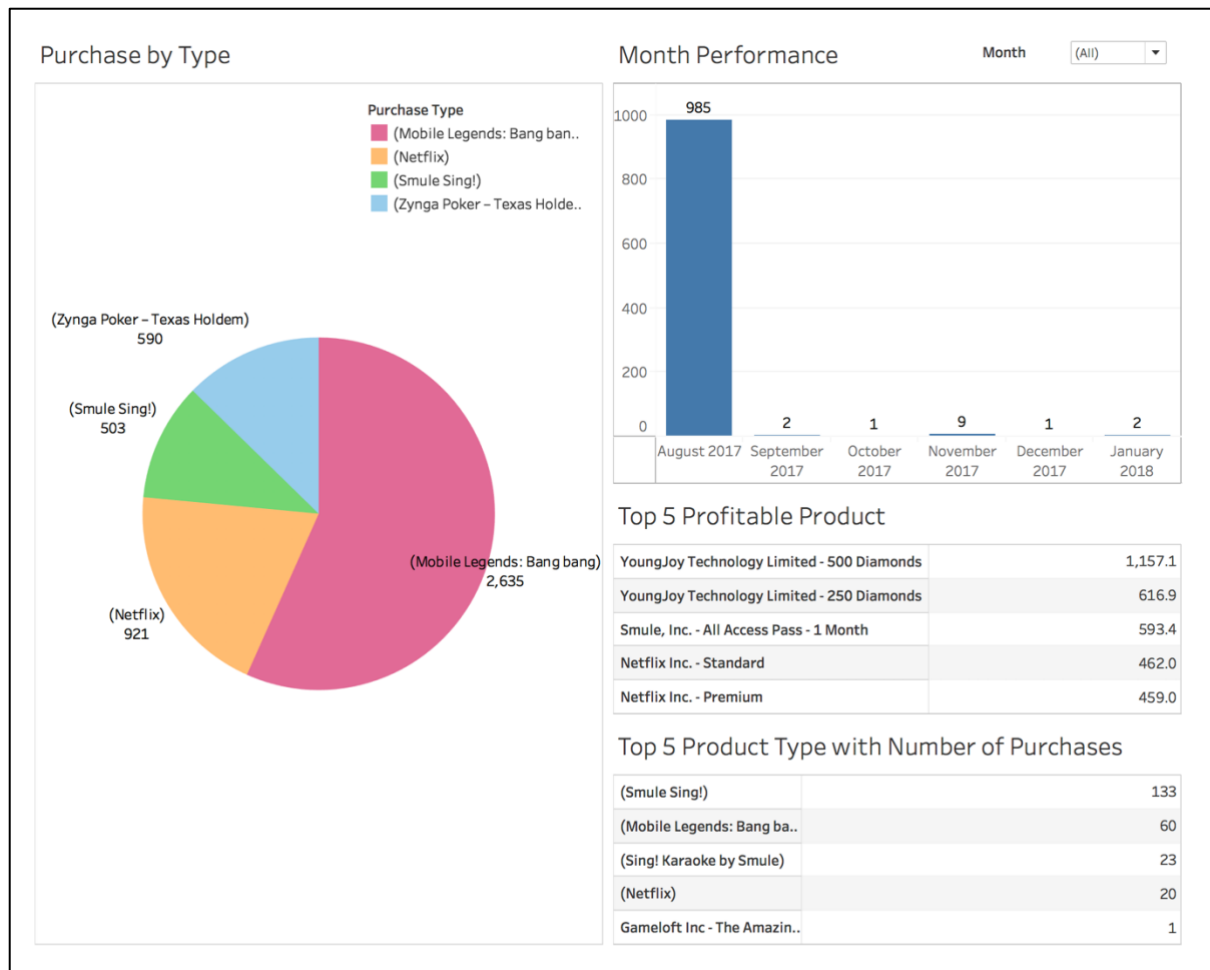 Purchase by Type
Purchase Type
(Mobile Legends: Bang ban..
(Netflix)
(Smule Sing!)
(Zynga Poker – Texas Holde..
(Zynga Poker – Texas Holdem)
590
(Smule Sing!)
503
(Mobile Legends: Bang bang)
2,635
(Netflix)
921
Month Performance
Month
(All)
1000
800
600
400
200
0
985
2
1
9
1
2
August 2017
September
2017
October
2017
November
2017
December
2017
January
2018
Top 5 Profitable Product
YoungJoy Technology Limited - 500 Diamonds 1,157.1
YoungJoy Technology Limited - 250 Diamonds 616.9
Smule, Inc. - All Access Pass - 1 Month 593.4
Netflix Inc. - Standard 462.0
Netflix Inc. - Premium 459.0
Top 5 Product Type with Number of Purchases
(Smule Sing!) 133
(Mobile Legends: Bang ba.. 60
(Sing! Karaoke by Smule) 23
(Netflix) 20
Gameloft Inc - The Amazin.. 1